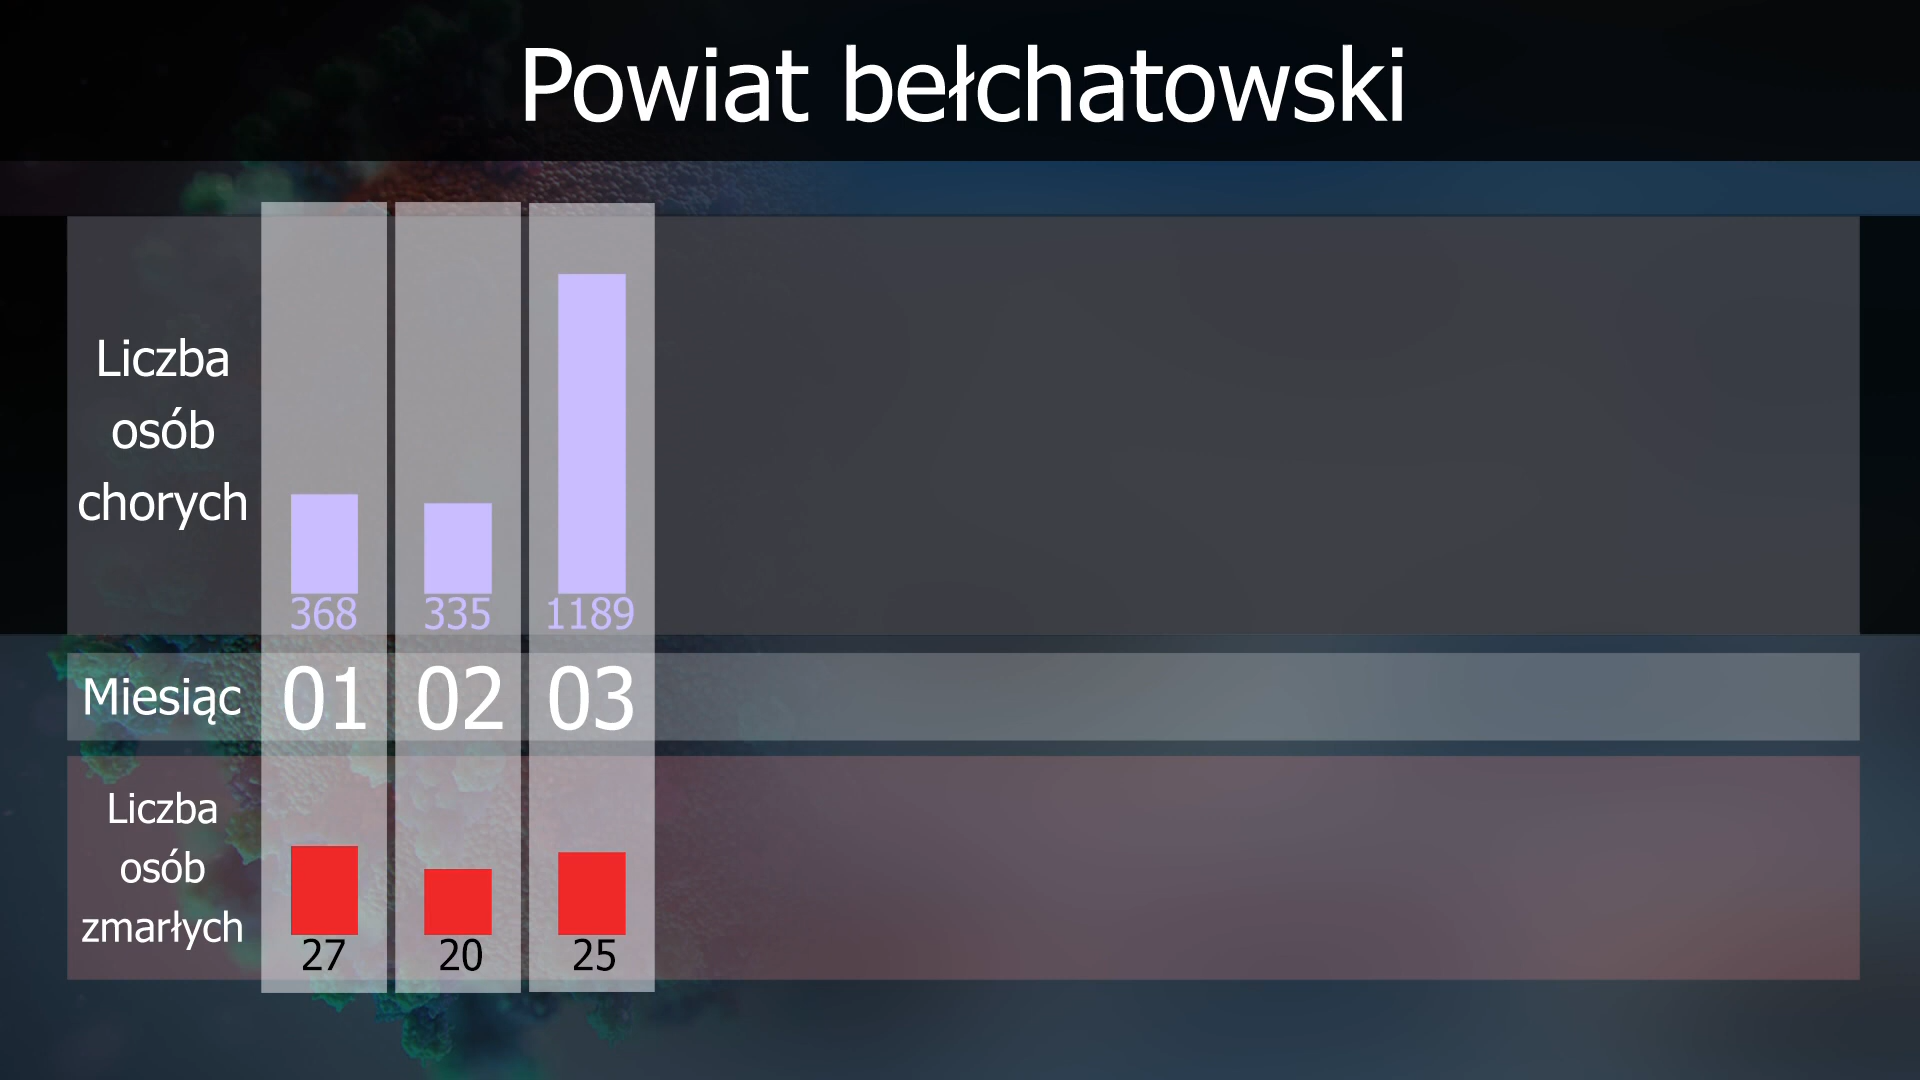 Powiat bełchatowski
Liczba
osób
chorych
368 335 1189
Miesiąc 01 02 03
Liczba
osób
zmarłych
27 20 25